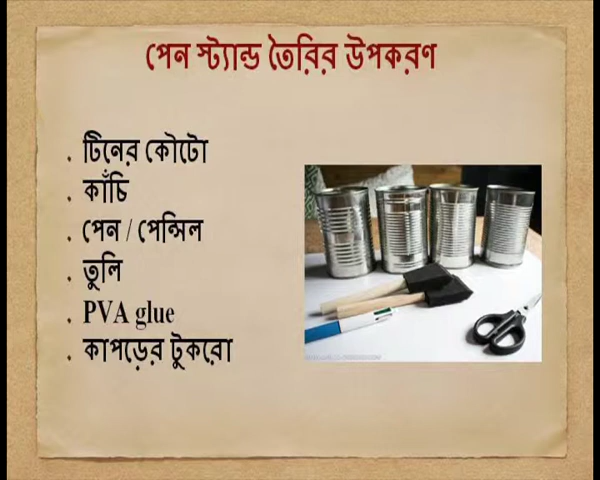 পেন স্ট্যান্ড তৈরির উপকরণ
. টিনের কৌটো
. কাঁচি
. পেন / পেন্সিল
. তুলি
. PVA glue
. কাপড়ের টুকরো